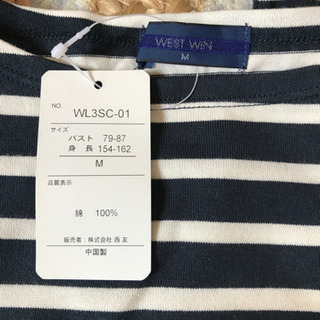 WEST WIN
M
NO. WL3SC-01
サイズ
バスト 79-87
身 長 154-162
M
品質表示
綿 100%
販売者：株式会社 西 友
中国製